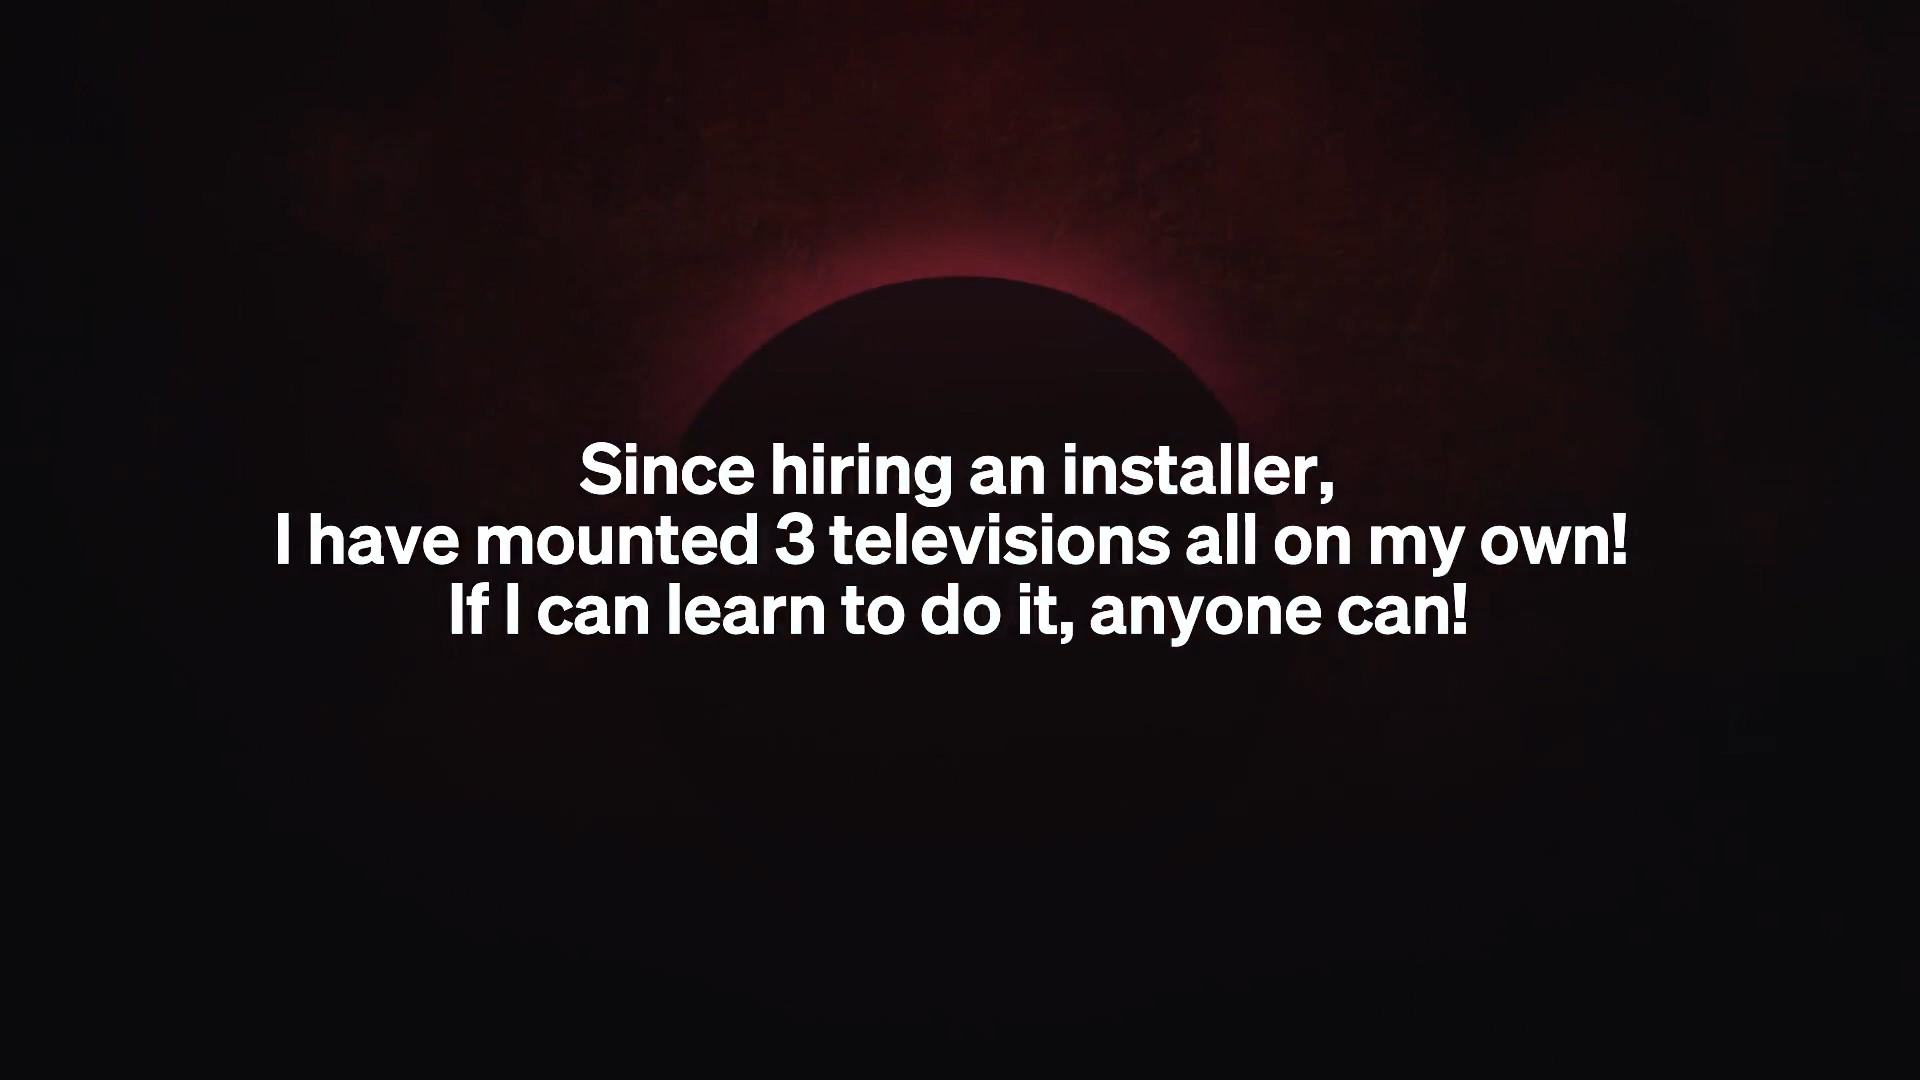 Since hiring an installer,
I have mounted 3 televisions all on my own!
If I can learn to do it, anyone can!